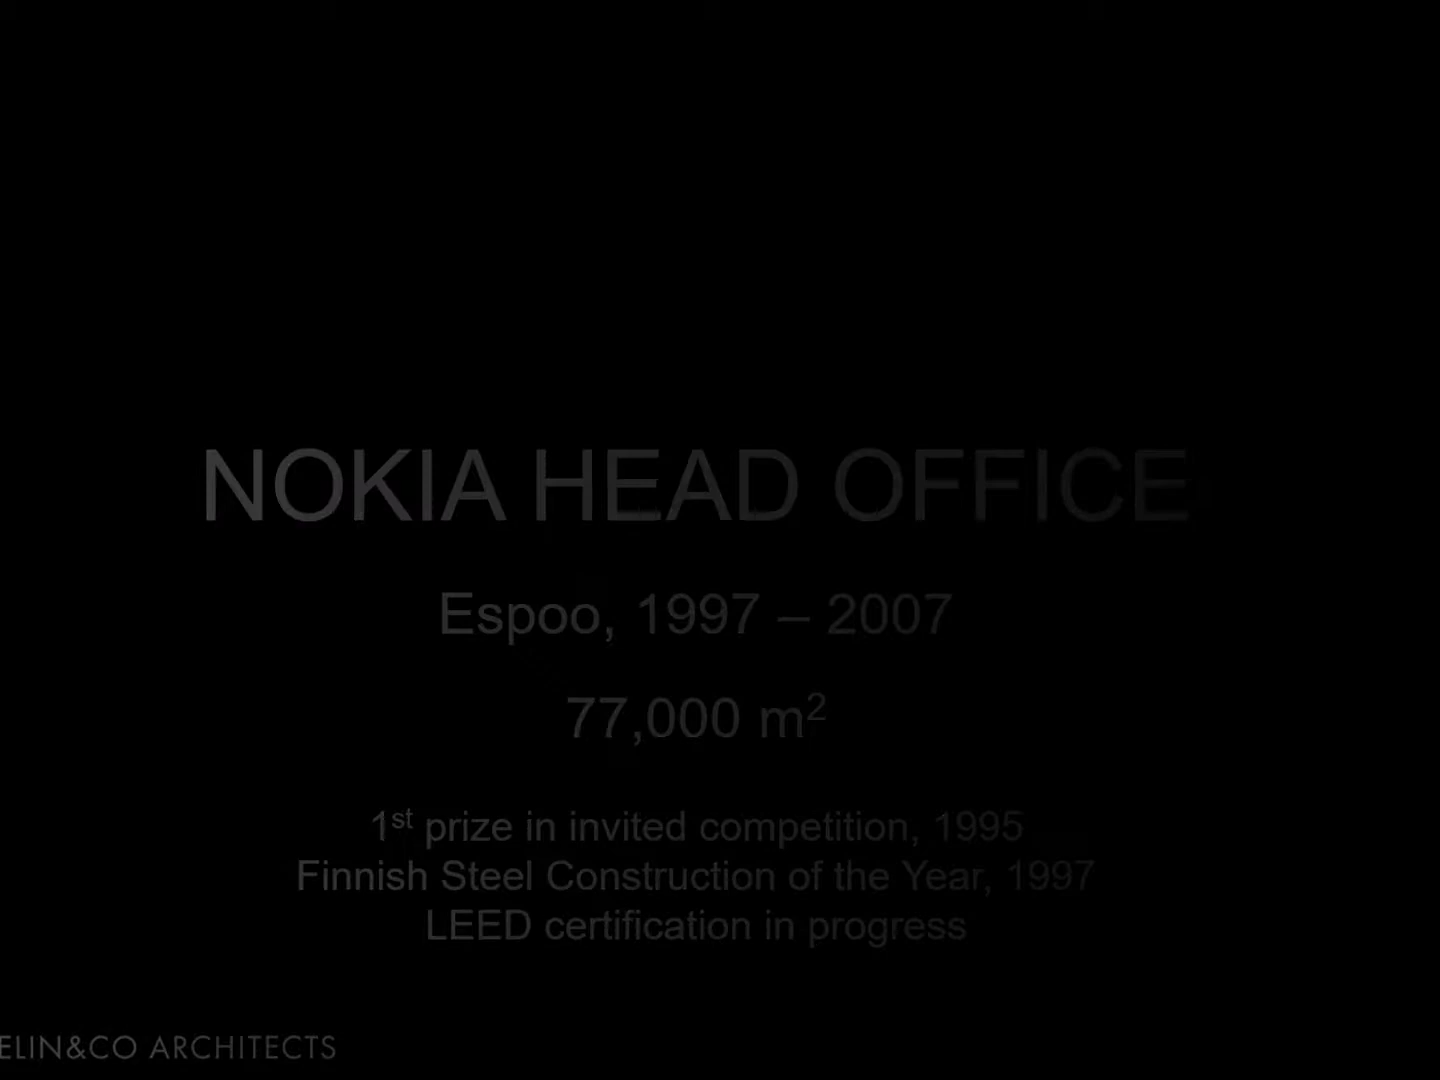 NOKIA HEAD OFFICE
Espoo, 1997 – 2007
77,000 m²
1st prize in invited competition, 1995
Finnish Steel Construction of the Year, 1997
LEED certification in progress
ELIN&CO ARCHITECTS